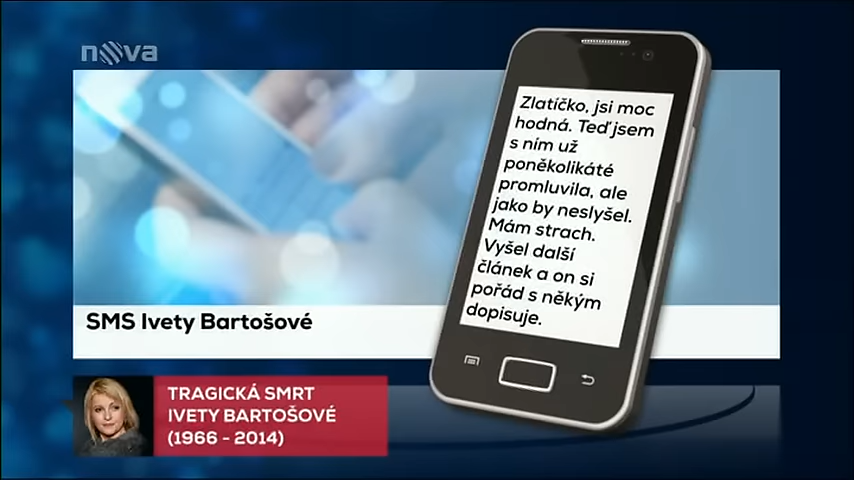 nova
Zlatíčko, jsi moc
hodná. Teď jsem
s ním už
poněkolikáté
promluvila, ale
jako by neslyšel.
Mám strach.
Vyšel další
článek a on si
pořád s někým
dopisuje.
SMS Ivety Bartošové
TRAGICKÁ SMRT
IVETY BARTOŠOVÉ
(1966 - 2014)